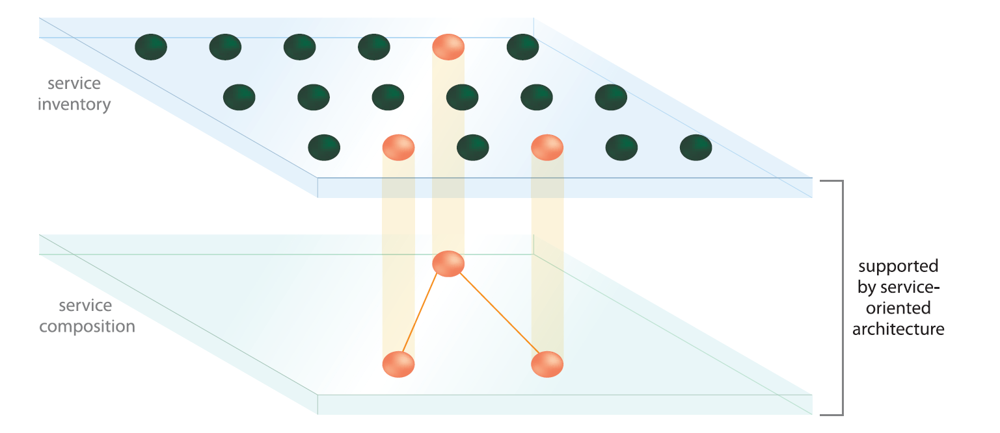 service
inventory
service
composition
supported
by service-
oriented
architecture